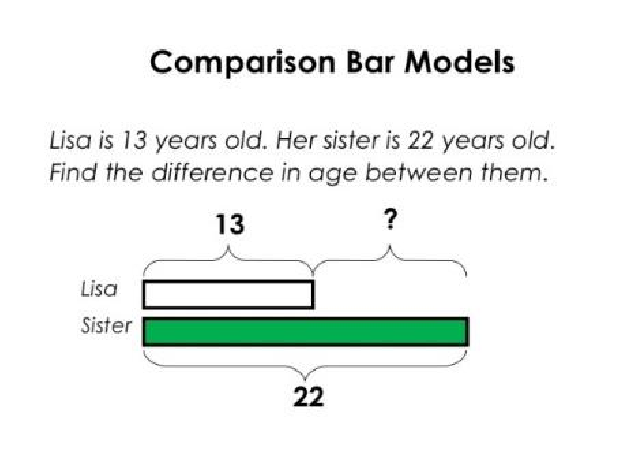 Comparison Bar Models
Lisa is 13 years old. Her sister is 22 years old.
Find the difference in age between them.
13
?
Lisa
Sister
22